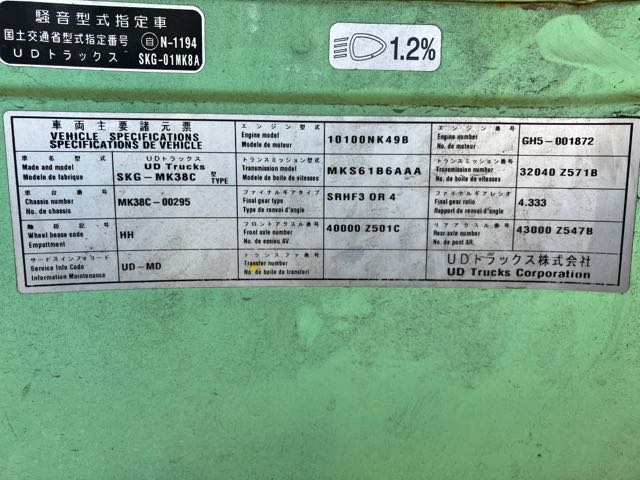 騒音型式指定車
国土交通省型式指定番号 自 N-1194
UDトラックス SKG-01MK8A
1.2%
車両主要諸元票
VEHICLE SPECIFICATIONS
SPECIFICATIONS DE VEHICLE
エンジン型式
Engine model
Modele de moteur
10100NK49B
エンジン番号
Engine number
No. de moteur
GH5-001872
車名型式
Made and model
Modele de fabrique
UDトラックス
UD Trucks
SKG-MK38C 型 TYPE
トランスミッション型式
Transmission model
Modele de boite de vitesses
MKS61B6AAA
トランスミッション番号
Transmission number
No. de boite de vitesses
32040 Z571B
車台番号
Chassis number
No. de chassis
MK38C-00295
ファイナルギアタイプ
Final gear type
Type de renvoi d'angle
SRHF3 OR 4
ファイナルギアレシオ
Final gear ratio
Rapport de renvoi d'angle
4.333
軸距記号
Wheel base code
Empattment
HH
フロントアクスル番号
Front axle number
No. de essieu AV.
40000 Z501C
リアアクスル番号
Rear axle number
No. de pont AR.
43000 Z547B
サービスインフォコード
Service Info Code
Information Maintenance
UD-MD
トランスファ番号
Transfer number
No. de boite de transferi
UDトラックス株式会社
UD Trucks Corporation